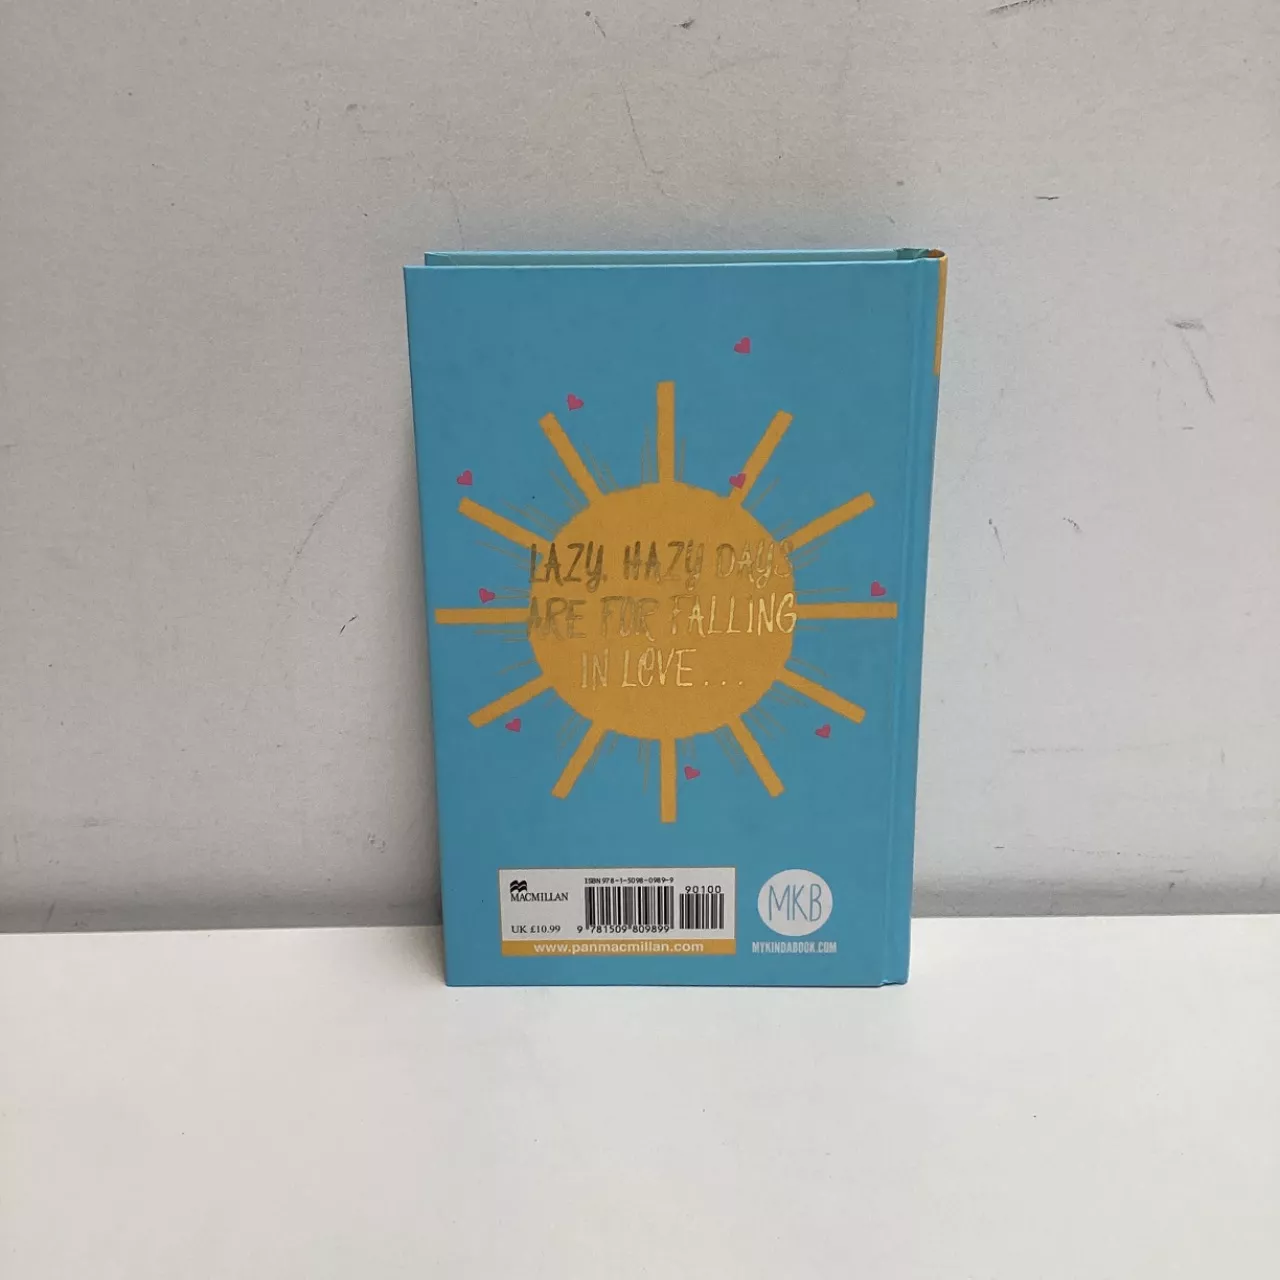 LAZY, HAZY DAYS
ARE FOR FALLING
IN LOVE...
MACMILLAN
UK £10.99
ISBN 978-1-5098-0989-9
90100
9 781509 809899
www.panmacmillan.com
MKB
MYKINDABOOK.COM